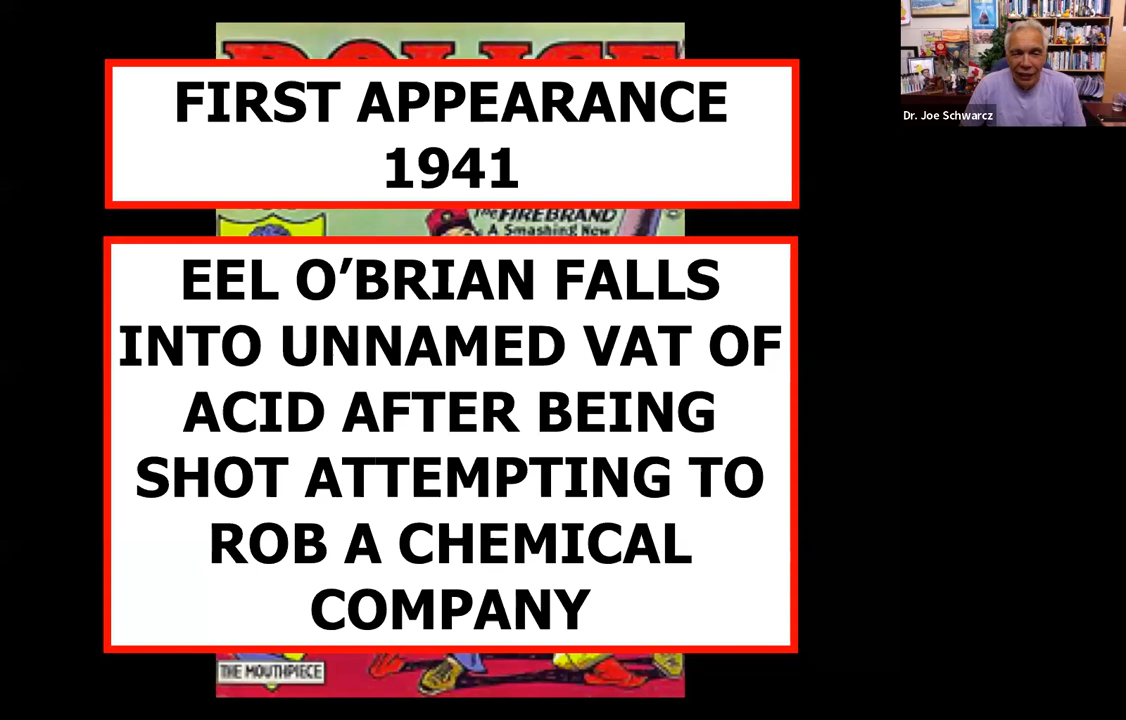 POLICE
FIRST APPEARANCE
1941
The FIREBRAND
A Smashing! New
EEL O’BRIAN FALLS
INTO UNNAMED VAT OF
ACID AFTER BEING
SHOT ATTEMPTING TO
ROB A CHEMICAL
COMPANY
THE MOUTHPIECE
Dr. Joe Schwarcz